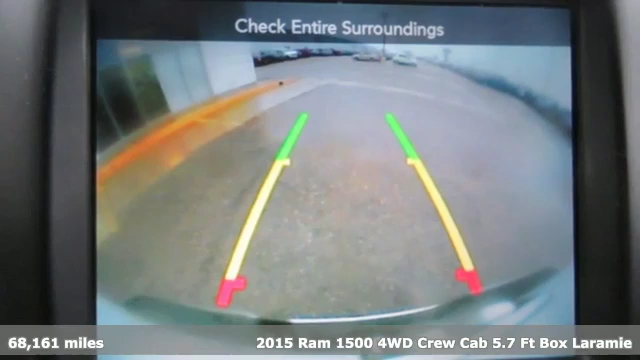 Check Entire Surroundings
68,161 miles
2015 Ram 1500 4WD Crew Cab 5.7 Ft Box Laramie